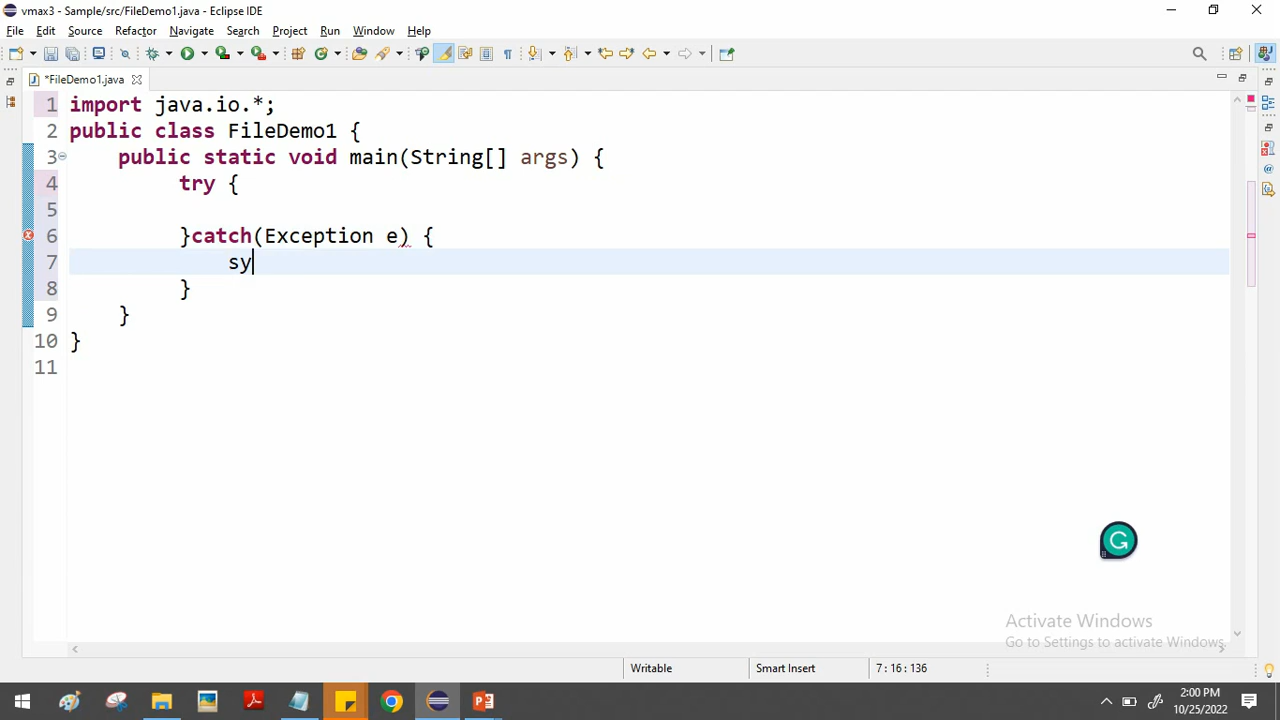 vmax3 - Sample/src/FileDemo1.java - Eclipse IDE
File Edit Source Refactor Navigate Search Project Run Window Help
*FileDemo1.java
1 import java.io.*;
2 public class FileDemo1 {
3 public static void main(String[] args) {
4 try {
5
6 }catch(Exception e) {
7 sy
8 }
9 }
10 }
11
Activate Windows
Go to Settings to activate Windows.
Writable Smart Insert 7 : 16 : 136
2:00 PM
10/25/2022